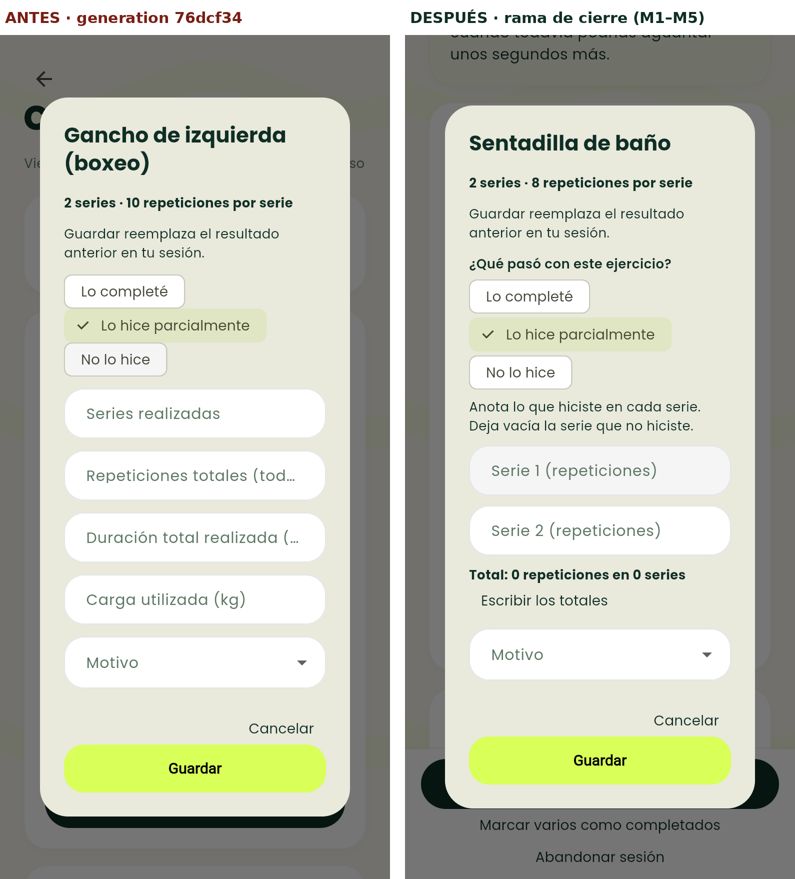 ANTES · generation 76dcf34
Vie
so
Gancho de izquierda
(boxeo)
2 series · 10 repeticiones por serie
Guardar reemplaza el resultado
anterior en tu sesión.
Lo completé
Lo hice parcialmente
No lo hice
Series realizadas
Repeticiones totales (tod…
Duración total realizada (…
Carga utilizada (kg)
Motivo
Cancelar
Guardar
DESPUÉS · rama de cierre (M1–M5)
cuando todavía podrías aguantar
unos segundos más.
Sentadilla de baño
2 series · 8 repeticiones por serie
Guardar reemplaza el resultado
anterior en tu sesión.
¿Qué pasó con este ejercicio?
Lo completé
Lo hice parcialmente
No lo hice
Anota lo que hiciste en cada serie.
Deja vacía la serie que no hiciste.
Serie 1 (repeticiones)
Serie 2 (repeticiones)
Total: 0 repeticiones en 0 series
Escribir los totales
Motivo
Cancelar
Guardar
Marcar varios como completados
Abandonar sesión